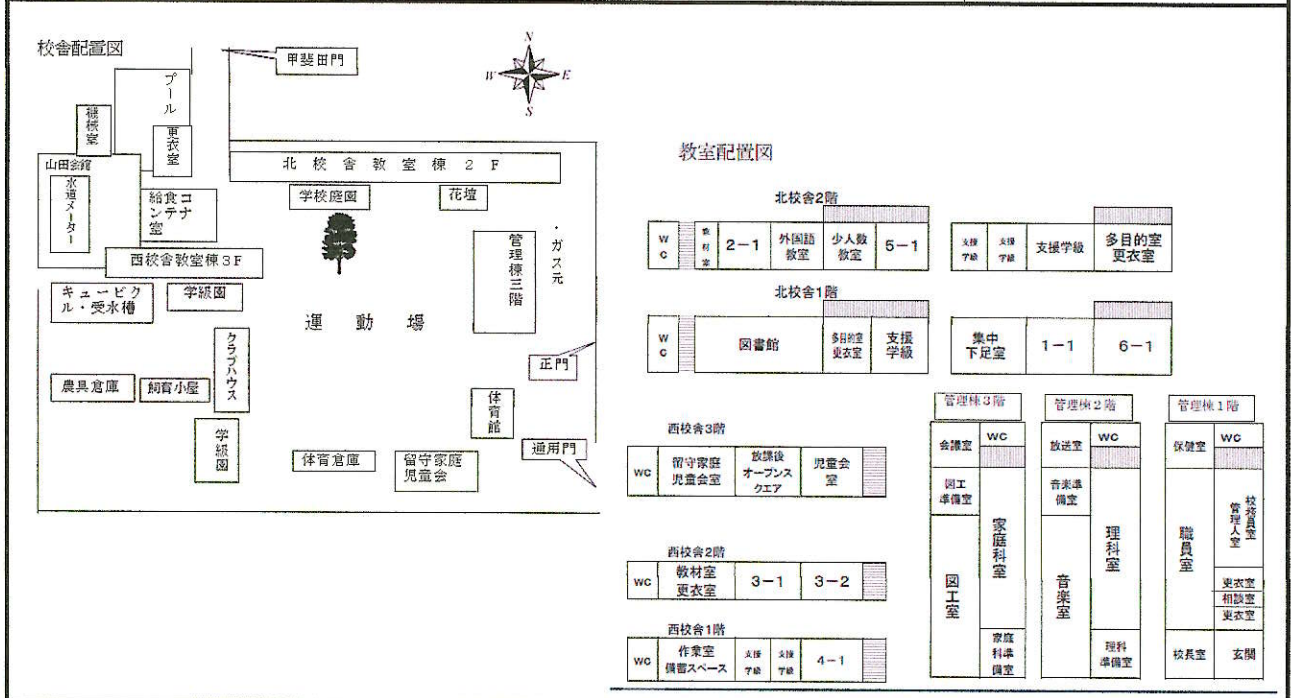 校舎配置図
甲斐田門
N
W
E
S
プール
機械室
更衣室
山田会館
水道メーター
給食コ
ンテナ
室
北校舎教室棟2F
学校庭園
花壇
西校舎教室棟3F
管理棟三階
・ガス元
キュービク
ル・受水槽
学級園
運動場
クラブハウス
正門
農具倉庫
飼育小屋
体育館
学級園
通用門
体育倉庫
留守家庭
児童会
教室配置図
北校舎2階
WC
教材室
2-1
外国語
教室
少人数
教室
5-1
支援
学級
支援
学級
支援学級
多目的室
更衣室
北校舎1階
WC
図書館
多目的室
更衣室
支援
学級
集中
下足室
1-1
6-1
西校舎3階
WC
留守家庭
児童会室
放課後
オープンス
クエア
児童会
室
西校舎2階
WC
教材室
更衣室
3-1
3-2
西校舎1階
WC
作業室
備蓄スペース
支援
学級
支援
学級
4-1
管理棟3階
会議室
WC
図工
準備室
家庭科室
図工室
家庭
科準
備室
管理棟2階
放送室
WC
音楽準
備室
理科室
音楽室
理科
準備室
管理棟1階
保健室
WC
校務員室
管理人室
職員室
更衣室
相談室
更衣室
校長室
玄関